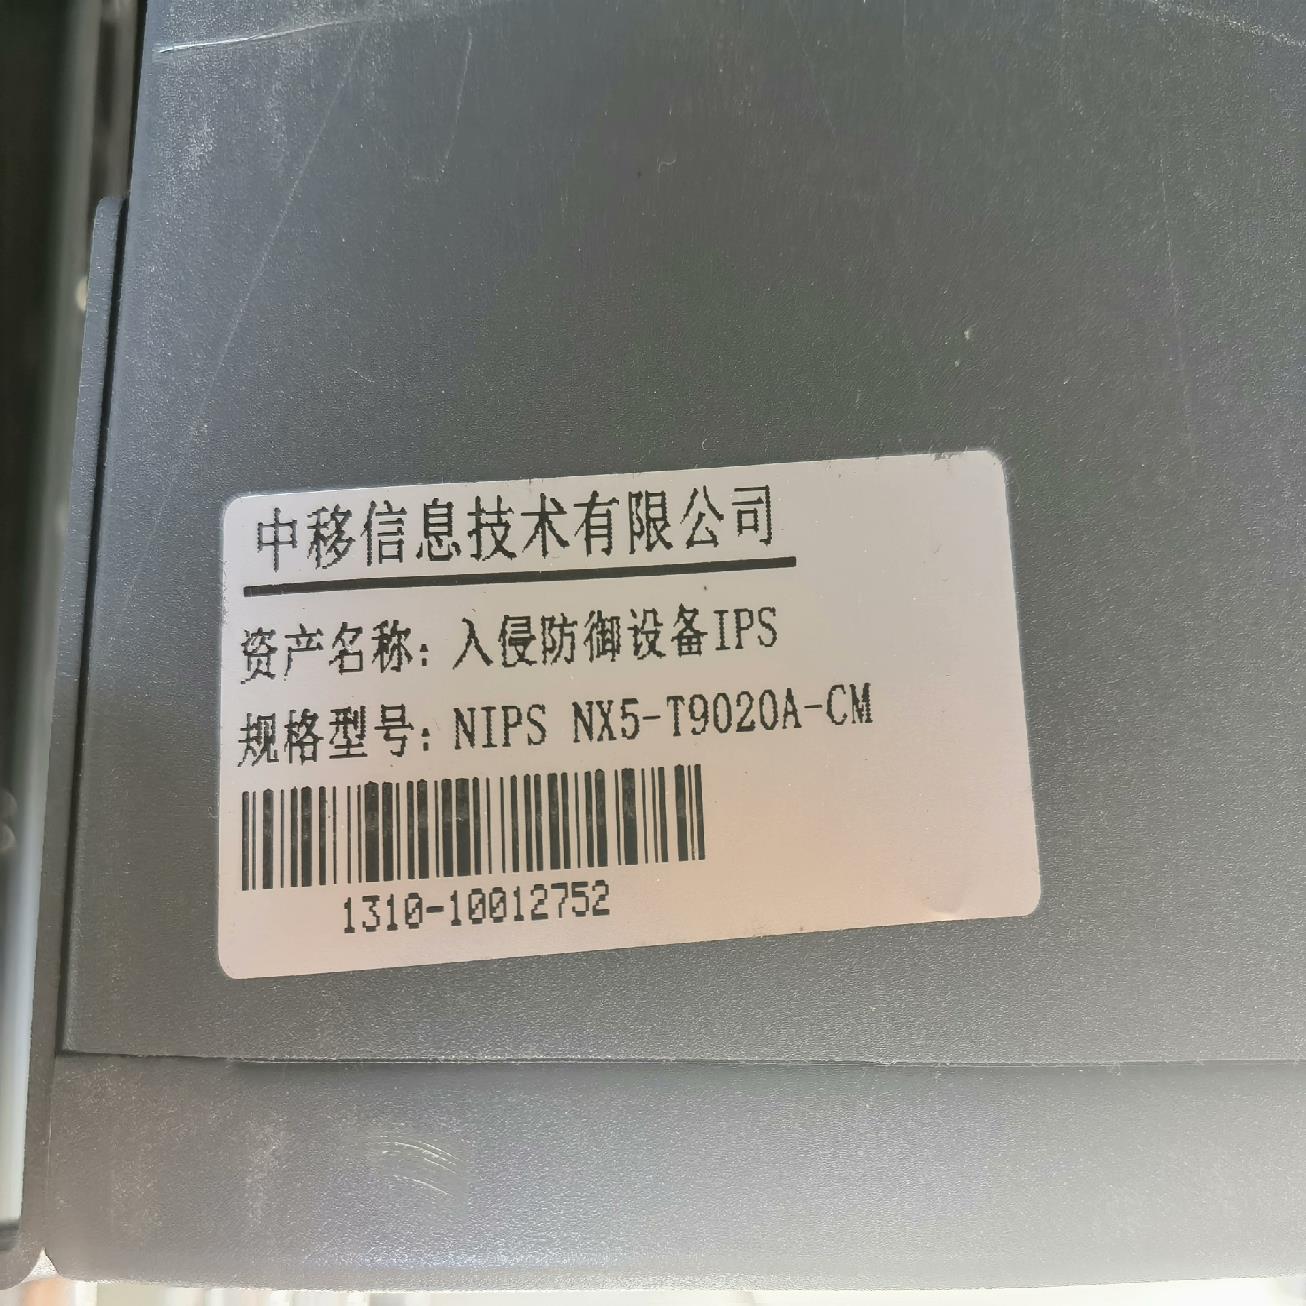 中移信息技术有限公司
资产名称: 入侵防御设备IPS
规格型号: NIPS NX5-T9020A-CM
1310-10012752